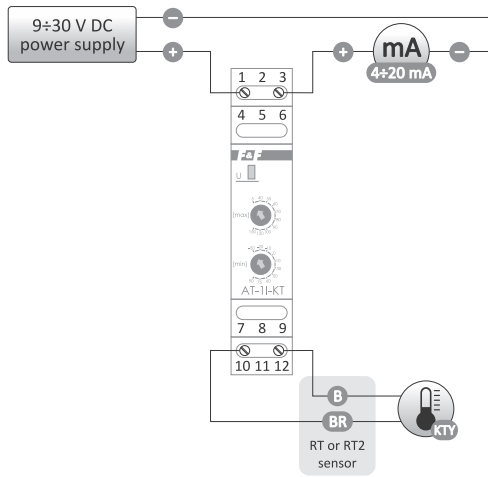 9÷30 V DC
power supply
−
+
+
mA
−
4÷20 mA
1 2 3
4 5 6
F&F
U
(max)
(min)
AT-1I-KT
7 8 9
10 11 12
B
BR
KTY
RT or RT2
sensor